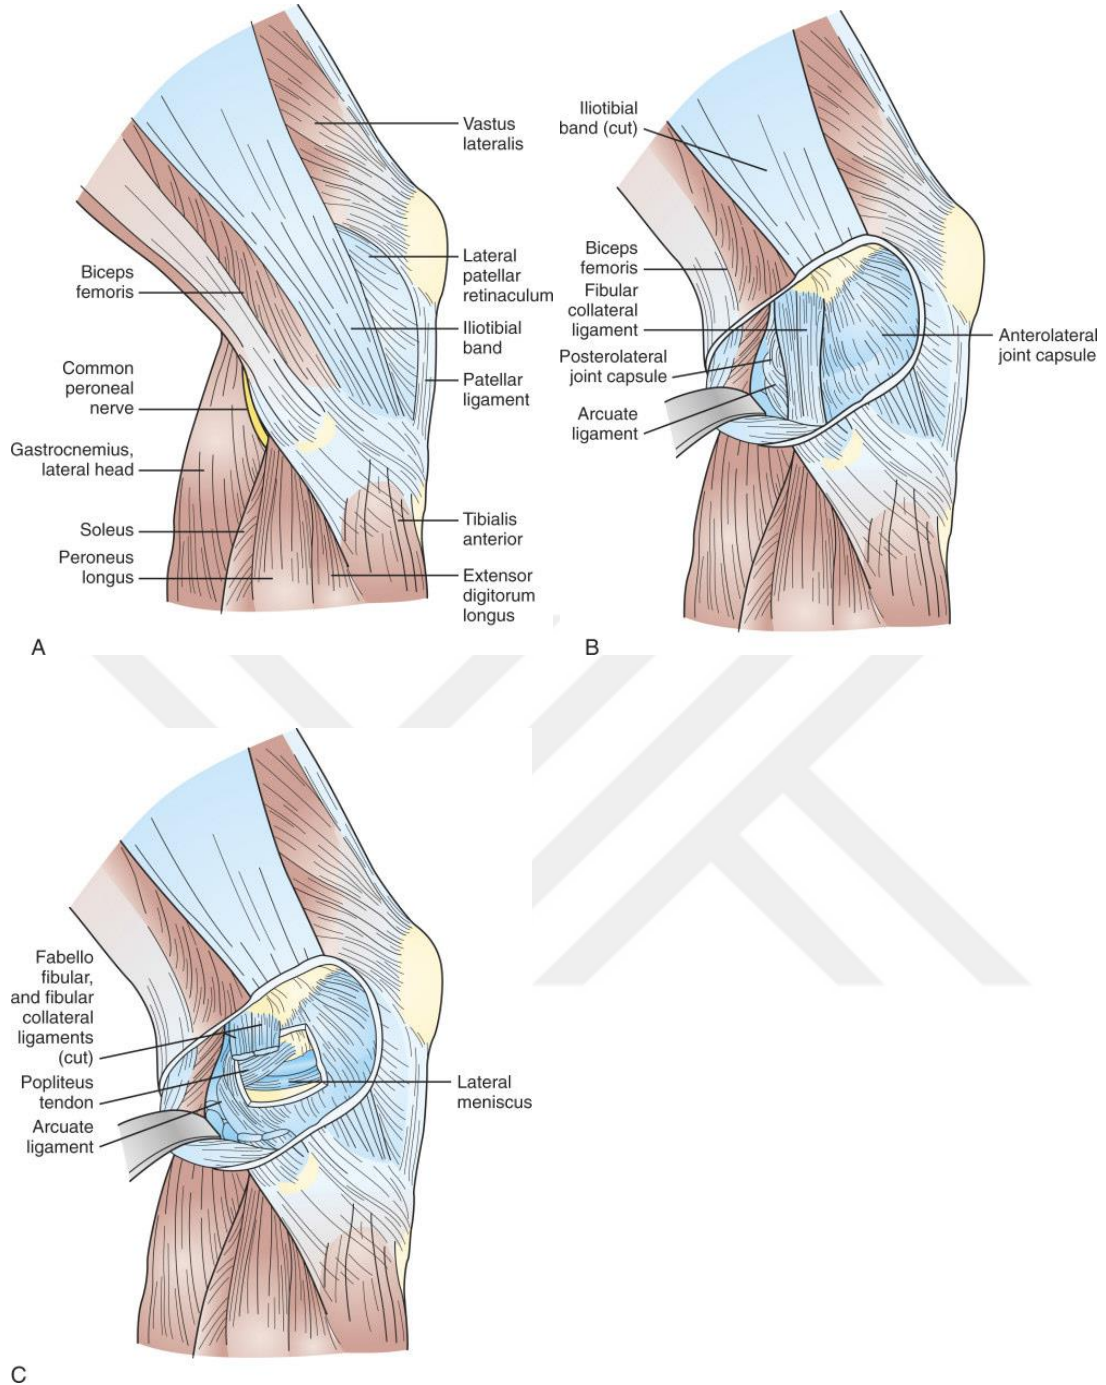 Vastus
lateralis
Lateral
patellar
retinaculum
Biceps
femoris
Iliotibial
band
Common
peroneal
nerve
Patellar
ligament
Gastrocnemius,
lateral head
Soleus
Tibialis
anterior
Peroneus
longus
Extensor
digitorum
longus
A
Iliotibial
band (cut)
Biceps
femoris
Fibular
collateral
ligament
Anterolateral
joint capsule
Posterolateral
joint capsule
Arcuate
ligament
B
Fabello
fibular,
and fibular
collateral
ligaments
(cut)
Popliteus
tendon
Lateral
meniscus
Arcuate
ligament
C